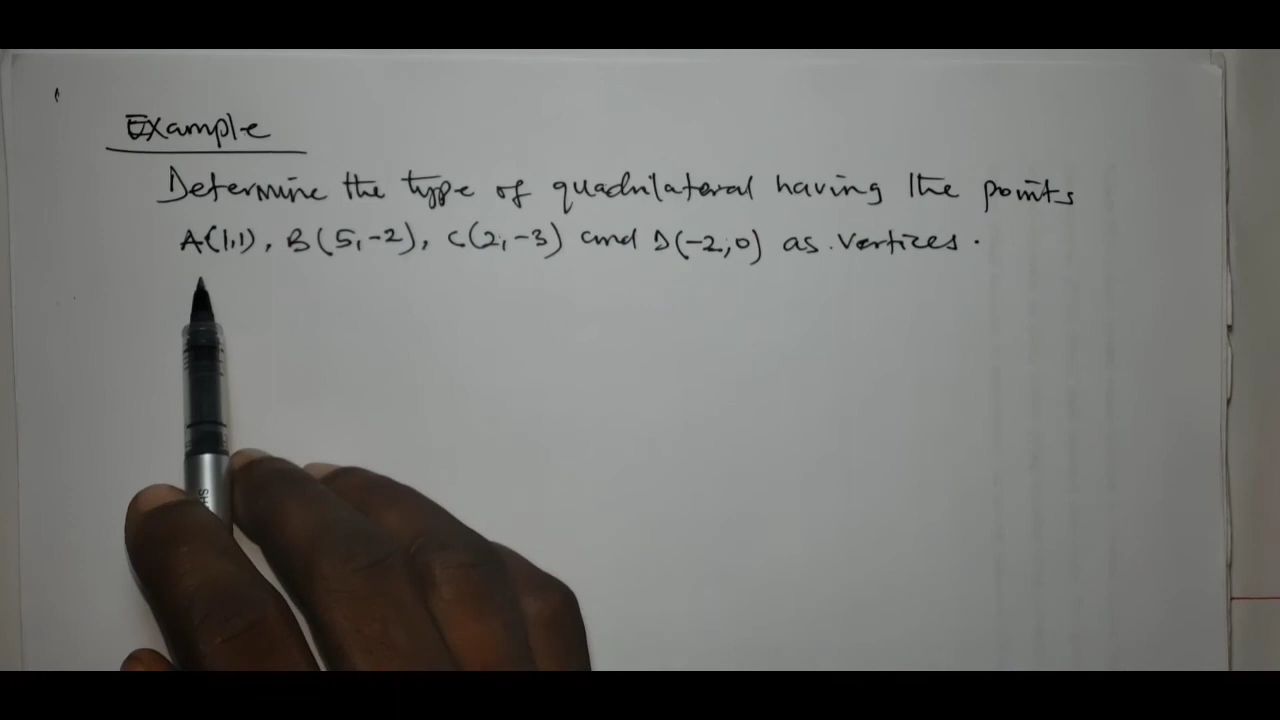 Example
Determine the type of quadrilateral having the points
A(1,1), B(5,-2), C(2,-3) and D(-2,0) as vertices.
SH